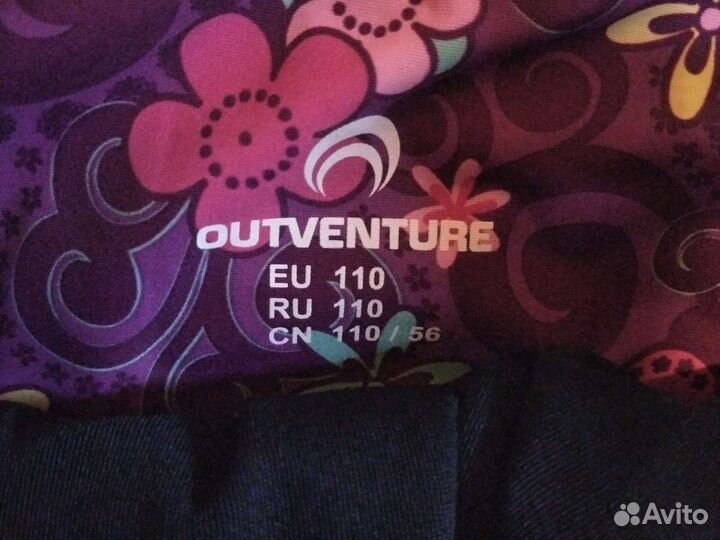 OUTVENTURE
EU 110
RU 110
CN 110 / 56
Avito